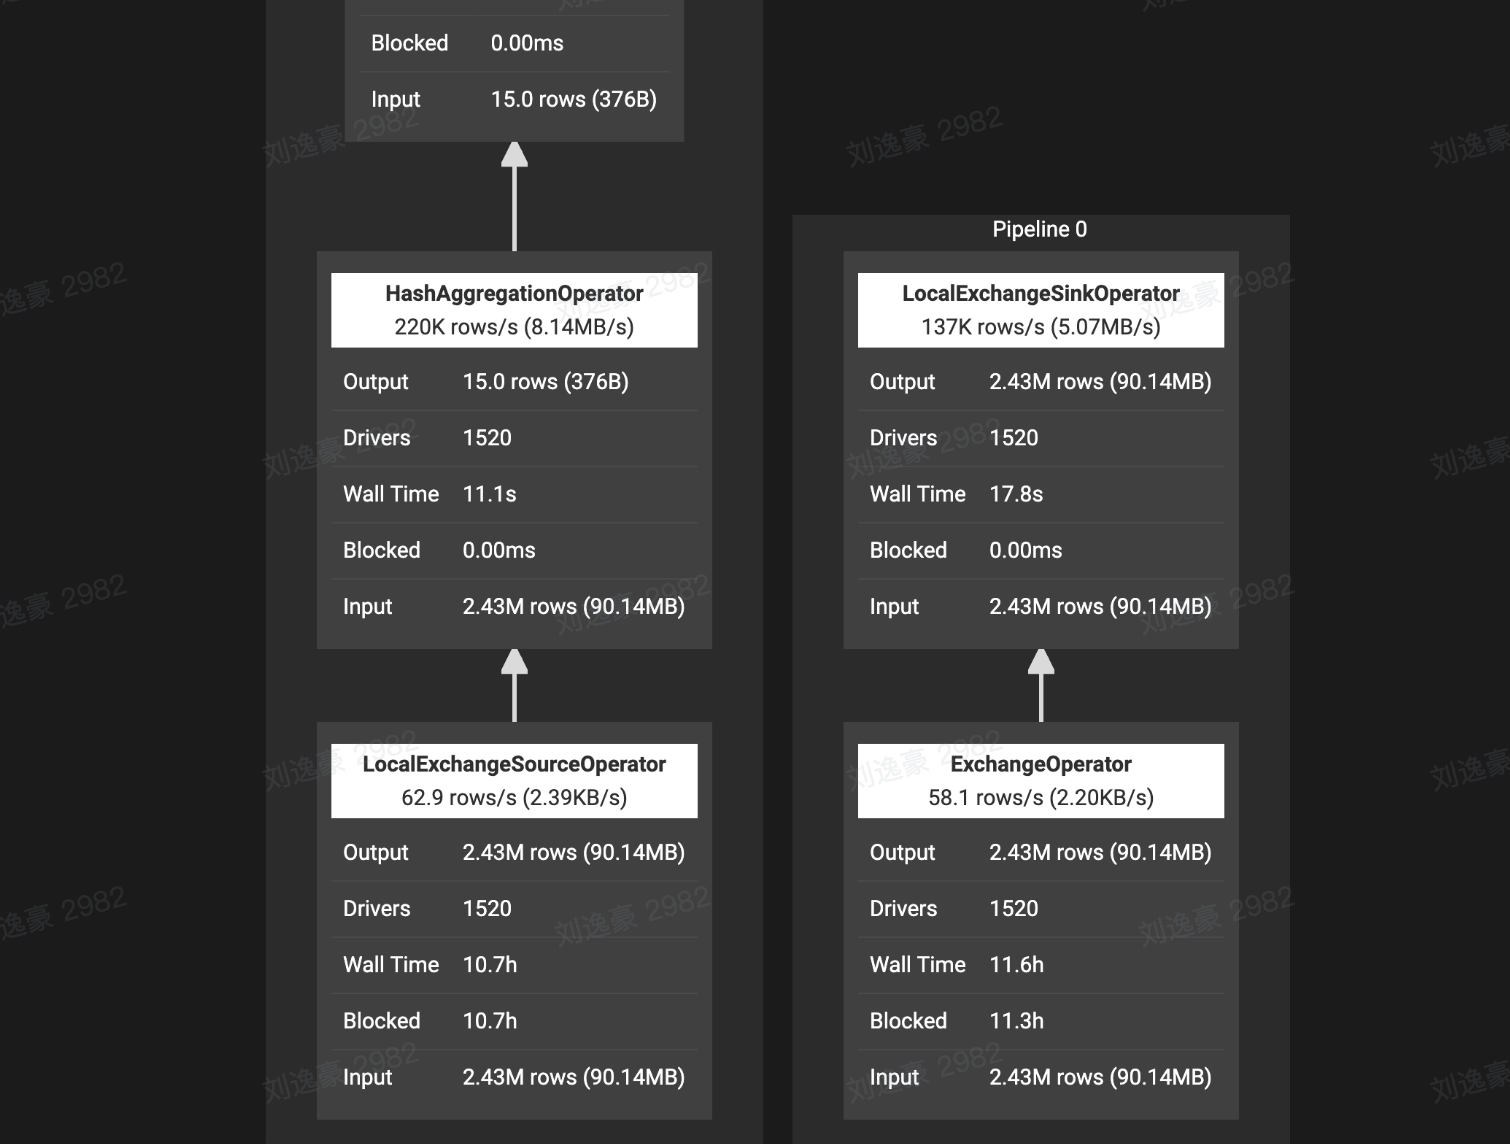 Blocked 0.00ms
Input 15.0 rows (376B)
HashAggregationOperator
220K rows/s (8.14MB/s)
Output 15.0 rows (376B)
Drivers 1520
Wall Time 11.1s
Blocked 0.00ms
Input 2.43M rows (90.14MB)
LocalExchangeSourceOperator
62.9 rows/s (2.39KB/s)
Output 2.43M rows (90.14MB)
Drivers 1520
Wall Time 10.7h
Blocked 10.7h
Input 2.43M rows (90.14MB)
Pipeline 0
LocalExchangeSinkOperator
137K rows/s (5.07MB/s)
Output 2.43M rows (90.14MB)
Drivers 1520
Wall Time 17.8s
Blocked 0.00ms
Input 2.43M rows (90.14MB)
ExchangeOperator
58.1 rows/s (2.20KB/s)
Output 2.43M rows (90.14MB)
Drivers 1520
Wall Time 11.6h
Blocked 11.3h
Input 2.43M rows (90.14MB)
刘逸豪 2982